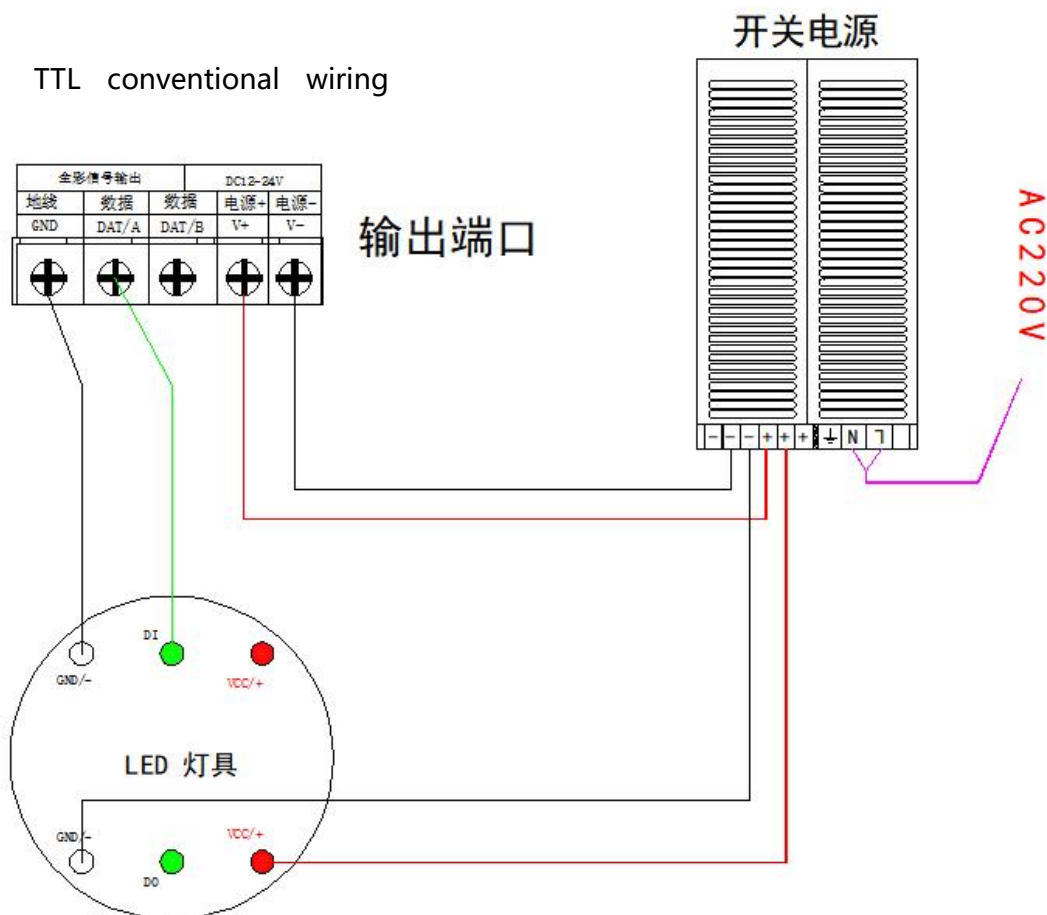 开关电源
TTL conventional wiring
全彩信号输出 DC12-24V
地线 数据 数据 电源+ 电源-
GND DAT/A DAT/B V+ V-
输出端口
AC220V
- - - + + + ⏚ N L
DI
GND/- VCC/+
LED 灯具
GND/- VCC/+
DO